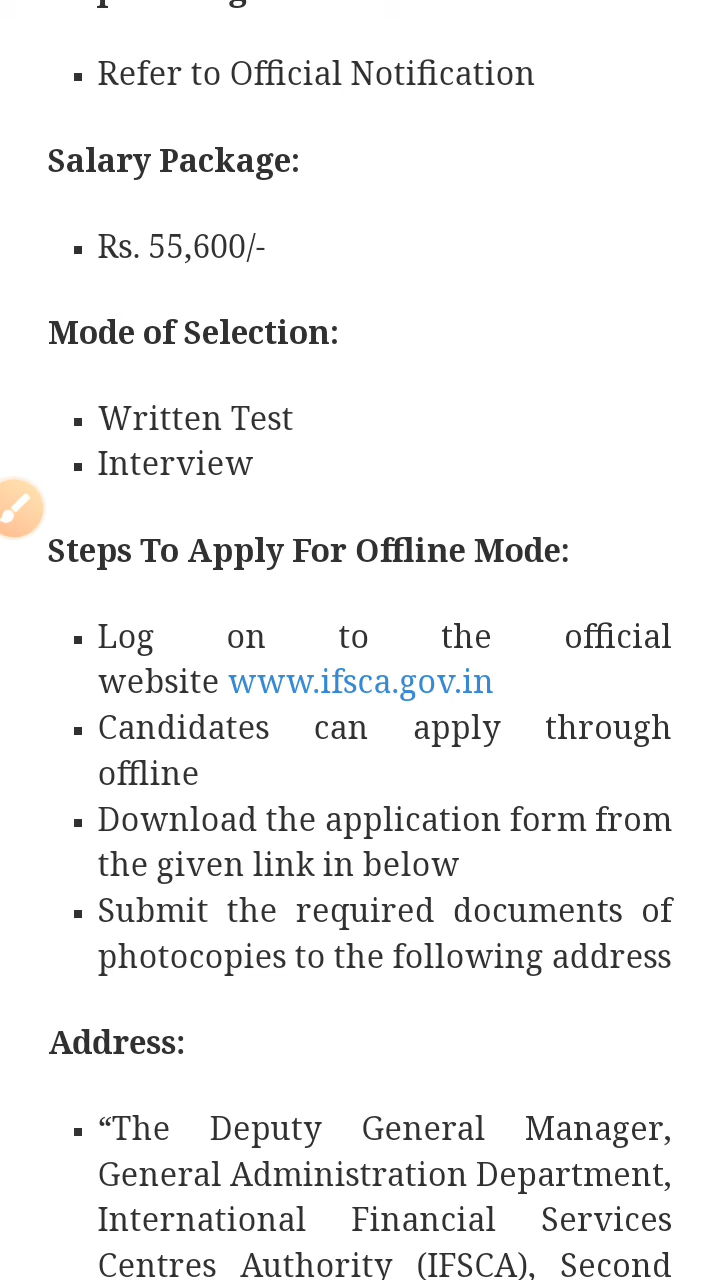 Refer to Official Notification
Salary Package:
Rs. 55,600/-
Mode of Selection:
Written Test
Interview
Steps To Apply For Offline Mode:
Log on to the official
website www.ifsca.gov.in
Candidates can apply through
offline
Download the application form from
the given link in below
Submit the required documents of
photocopies to the following address
Address:
“The Deputy General Manager,
General Administration Department,
International Financial Services
Centres Authority (IFSCA), Second